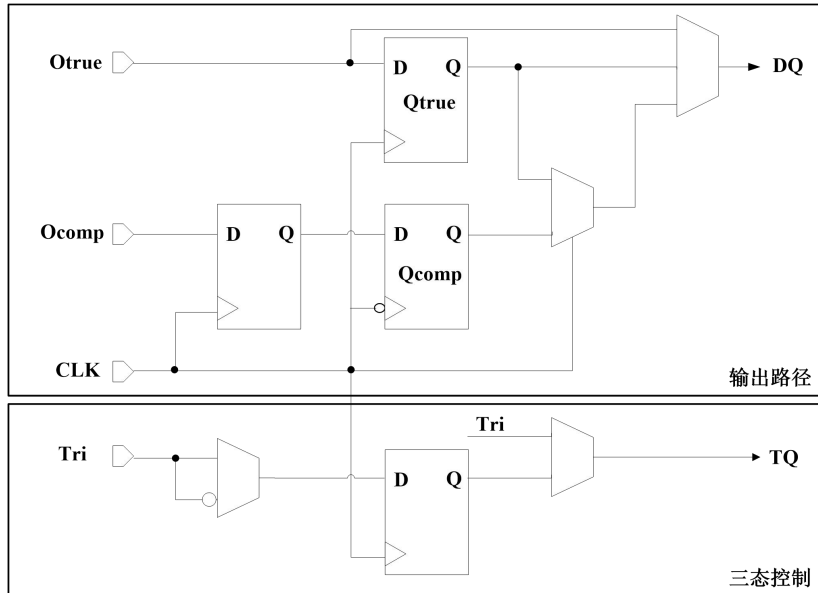 Otrue
D Q
Qtrue
DQ
Ocomp
D Q
D Q
Qcomp
CLK
输出路径
Tri
Tri
D Q
TQ
三态控制